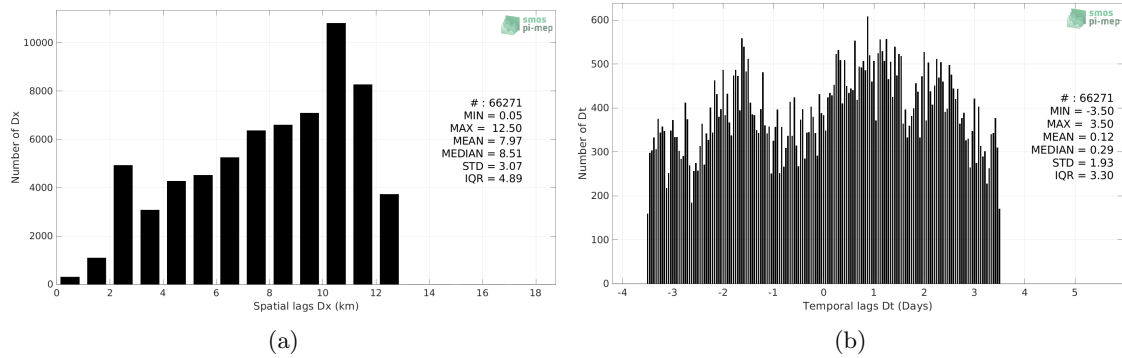 smos
pi-mep
Number of Dx
10000
8000
6000
4000
2000
0
# : 66271
MIN = 0.05
MAX = 12.50
MEAN = 7.97
MEDIAN = 8.51
STD = 3.07
IQR = 4.89
0 2 4 6 8 10 12 14 16 18
Spatial lags Dx (km)
(a)
smos
pi-mep
Number of Dt
600
500
400
300
200
100
0
# : 66271
MIN = -3.50
MAX = 3.50
MEAN = 0.12
MEDIAN = 0.29
STD = 1.93
IQR = 3.30
-4 -3 -2 -1 0 1 2 3 4 5
Temporal lags Dt (Days)
(b)